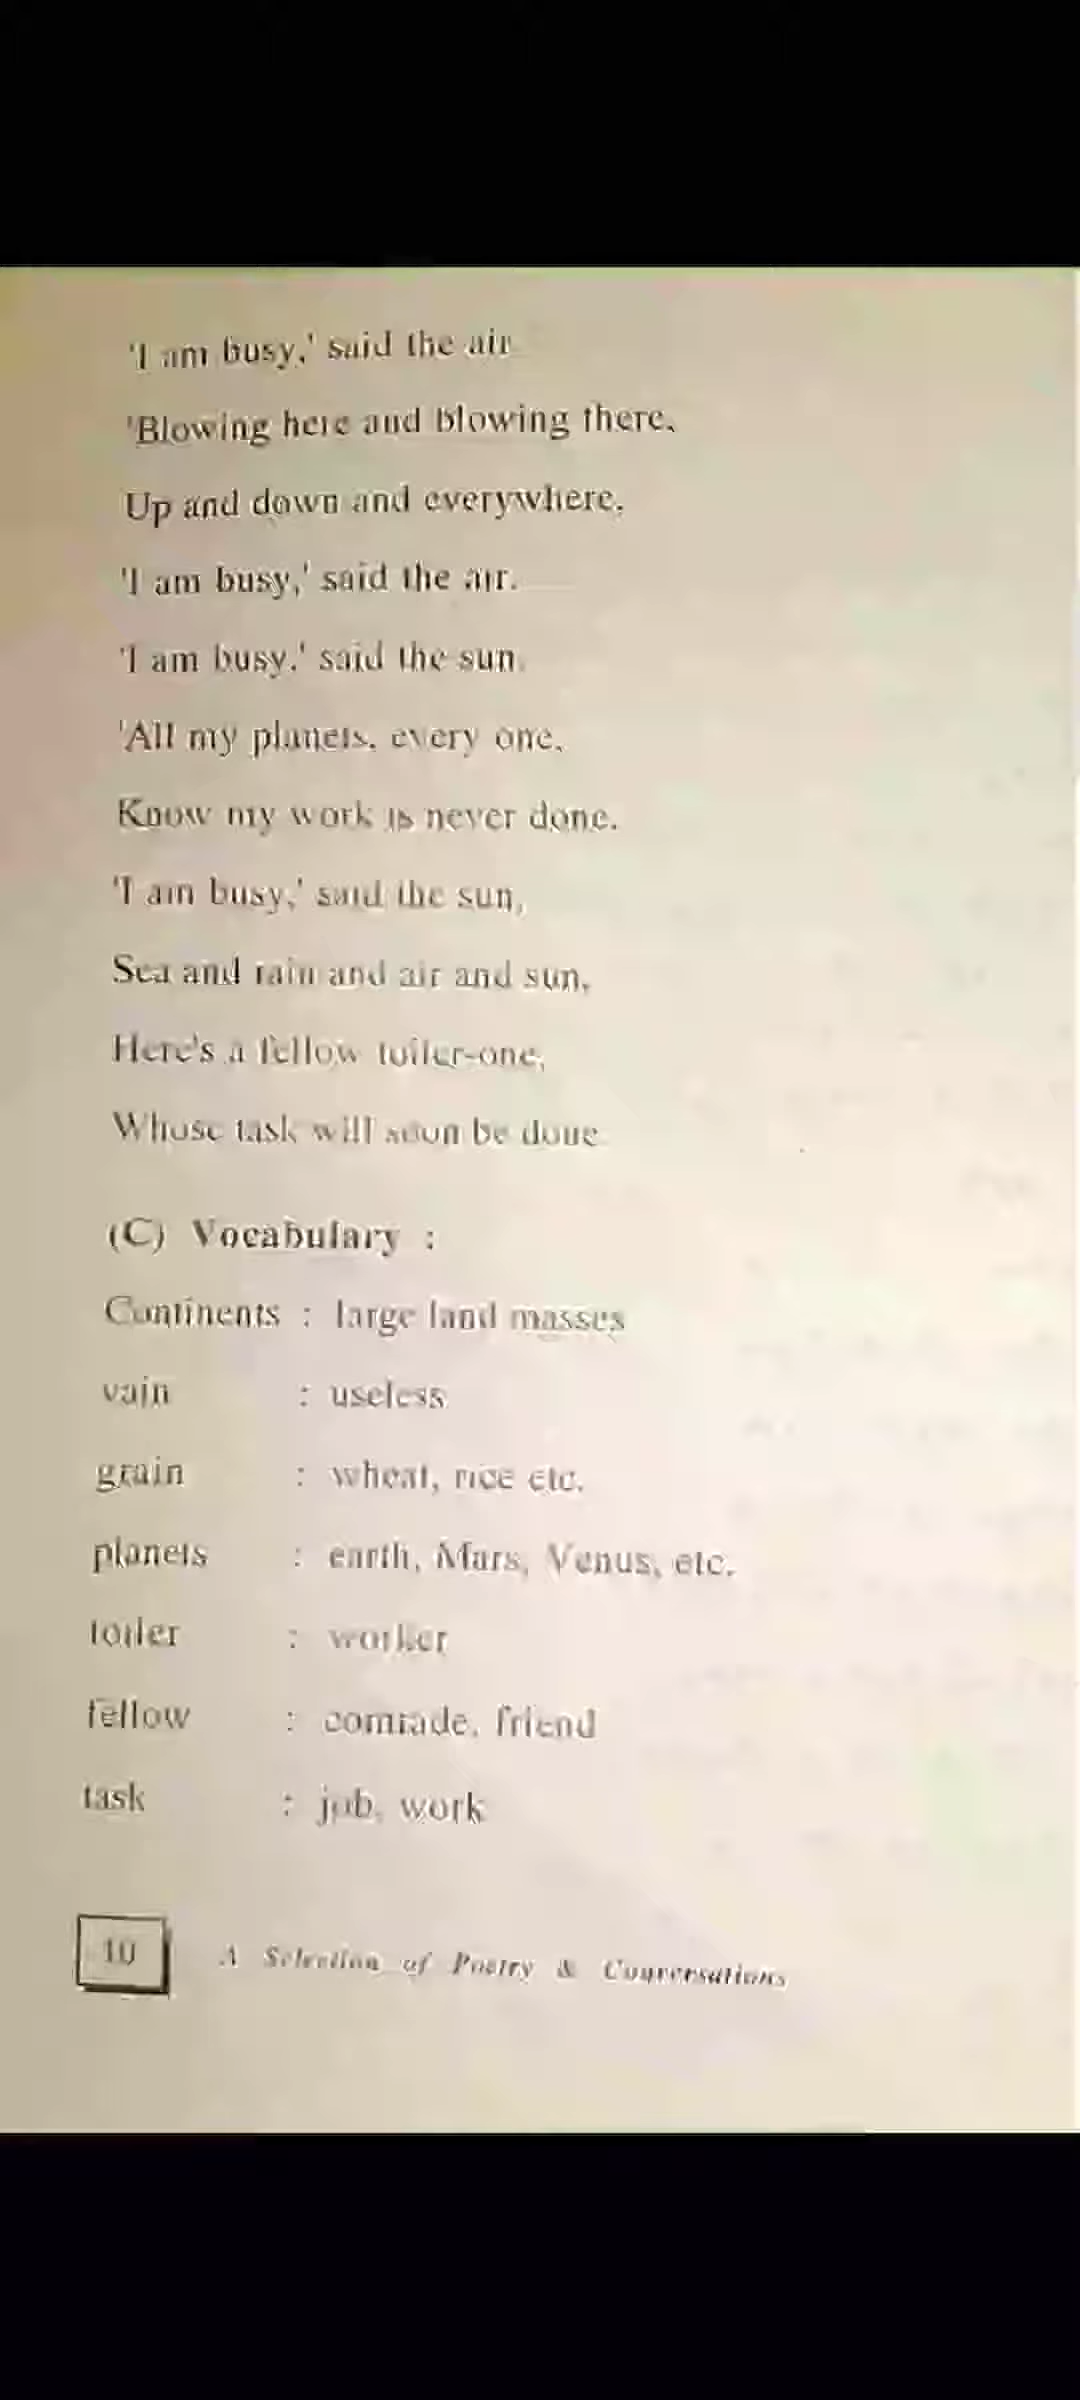 'I am busy,' said the air
'Blowing here and blowing there,
Up and down and everywhere,
'I am busy,' said the air.
'I am busy.' said the sun.
'All my planets, every one,
Know my work is never done.
'I am busy,' said the sun,
Sea and rain and air and sun,
Here's a fellow toiler-one,
Whose task will soon be done
(C) Vocabulary :
Continents : large land masses
vain : useless
grain : wheat, rice etc.
planets : earth, Mars, Venus, etc.
toiler : worker
fellow : comrade, friend
task : job, work
10 A Selection of Poetry & Conversations